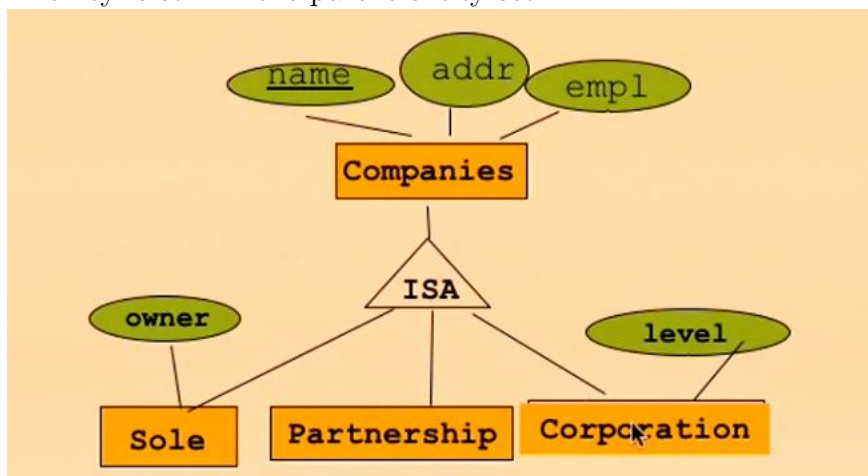 name
addr
empl
Companies
ISA
owner
level
Sole
Partnership
Corporation